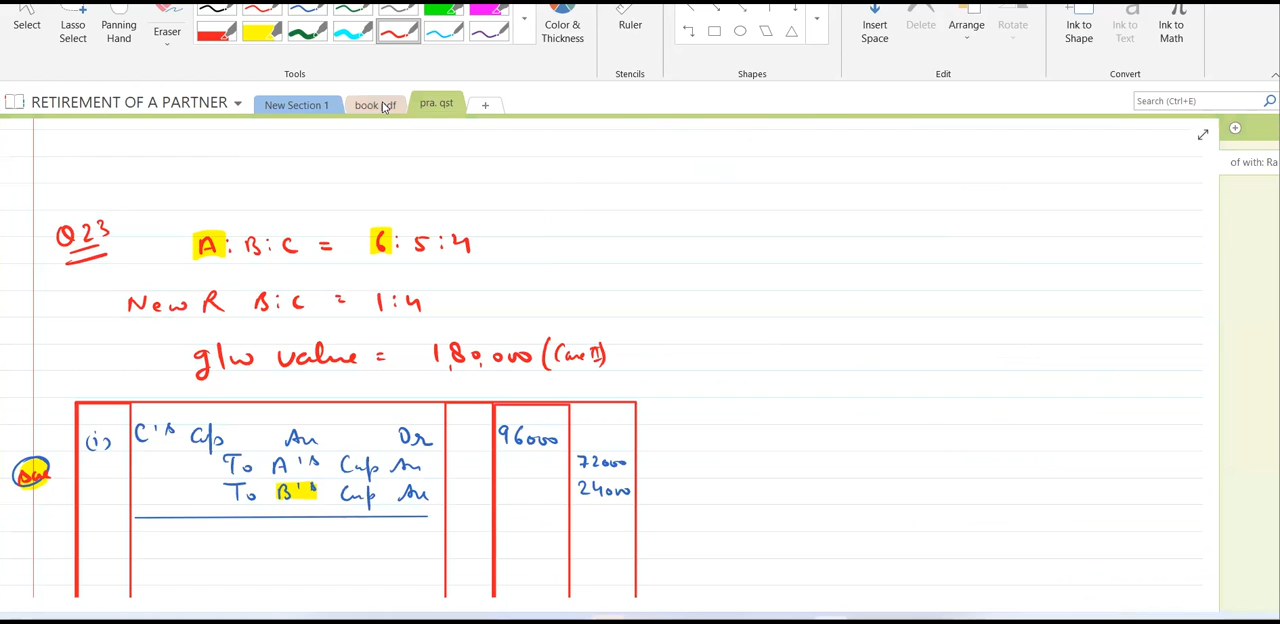 Select
Lasso Select
Panning Hand
Eraser
Color & Thickness
Ruler
Insert Space
Delete
Arrange
Rotate
Ink to Shape
Ink to Text
Ink to Math
Tools
Stencils
Shapes
Edit
Convert
RETIREMENT OF A PARTNER
New Section 1
book pdf
pra. qst
+
Search (Ctrl+E)
of with: Ra
Q23 A : B : C = 6 : 5 : 4
New R B : C = 1 : 4
g/w value = 1,80,000 (Case II)
(i) C's Cap Au Dr 96000
To A's Cap Au 72000
To B's Cap Au 24000